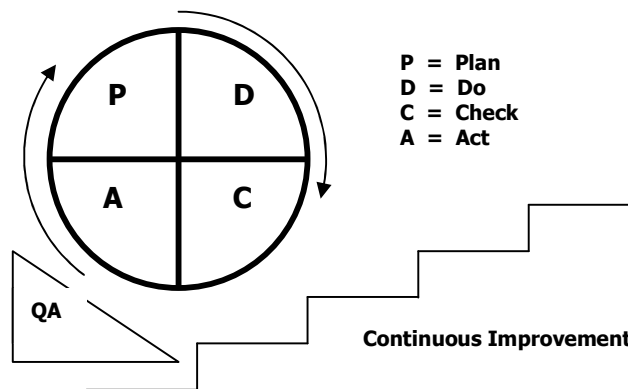 P
D
A
C
P = Plan
D = Do
C = Check
A = Act
QA
Continuous Improvement